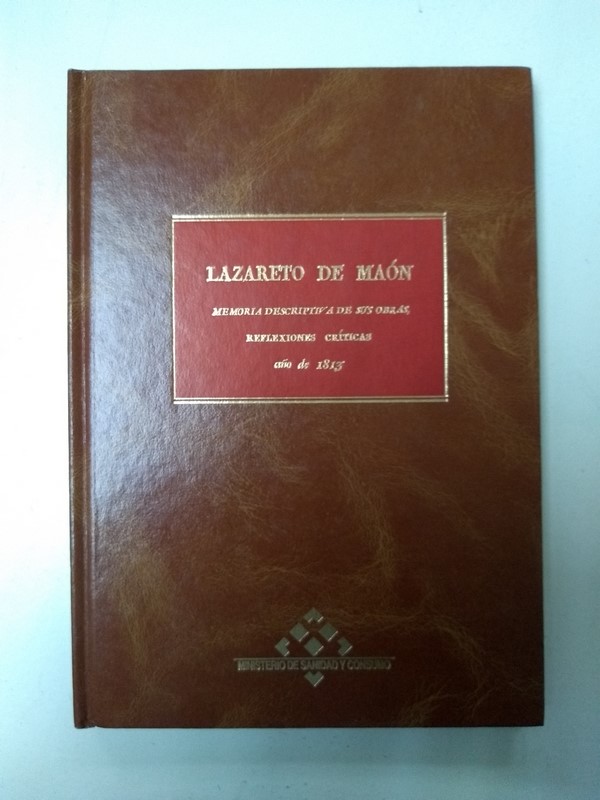 LAZARETO DE MAÓN
MEMORIA DESCRIPTIVA DE SUS OBRAS,
REFLEXIONES CRÍTICAS
año de 1813
MINISTERIO DE SANIDAD Y CONSUMO